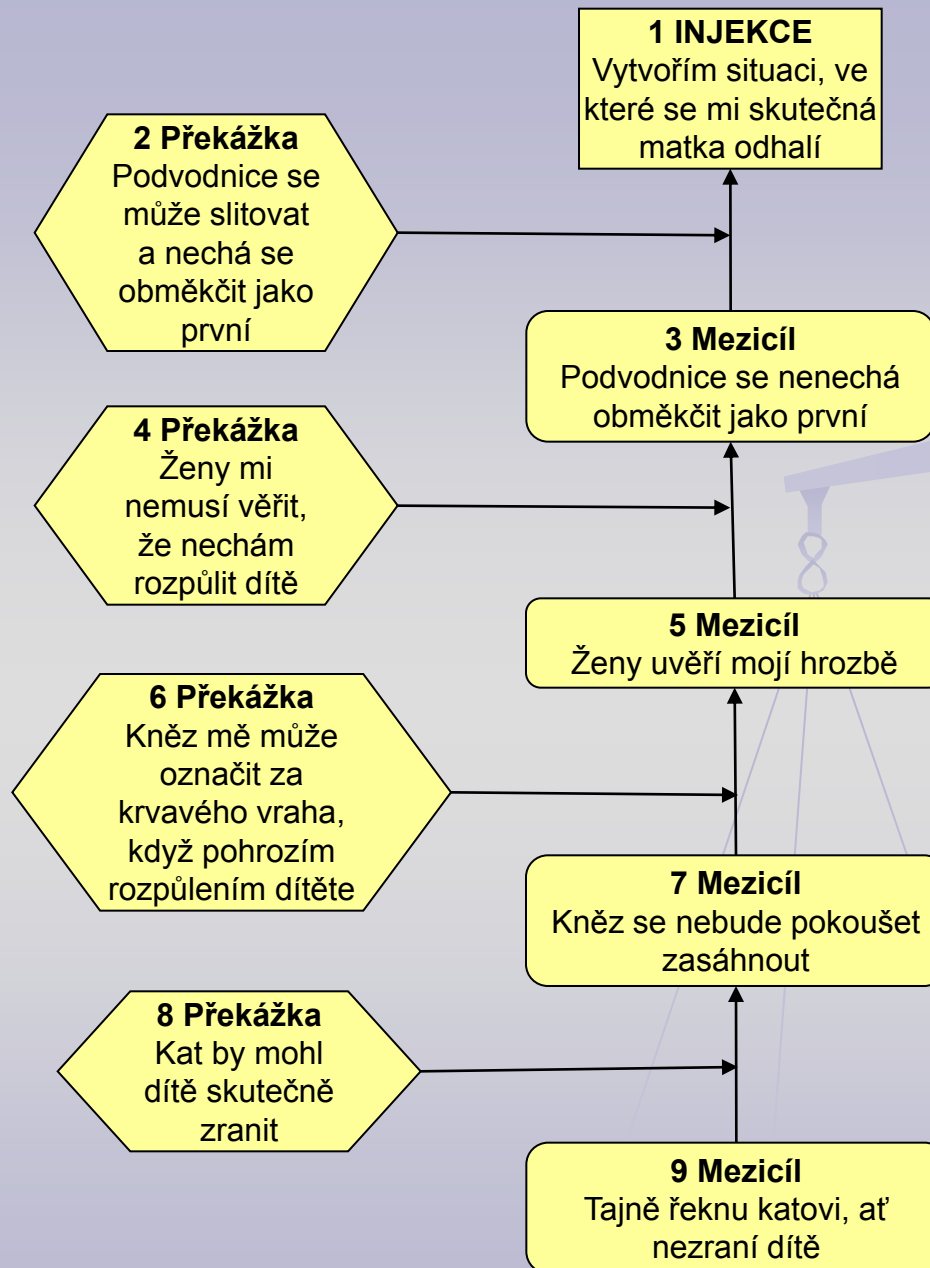 1 INJEKCE
Vytvořím situaci, ve
které se mi skutečná
matka odhalí
2 Překážka
Podvodnice se
může slitovat
a nechá se
obměkčit jako
první
3 Mezicíl
Podvodnice se nenechá
obměkčit jako první
4 Překážka
Ženy mi
nemusí věřit,
že nechám
rozpůlit dítě
5 Mezicíl
Ženy uvěří mojí hrozbě
6 Překážka
Kněz mě může
označit za
krvavého vraha,
když pohrozím
rozpůlením dítěte
7 Mezicíl
Kněz se nebude pokoušet
zasáhnout
8 Překážka
Kat by mohl
dítě skutečně
zranit
9 Mezicíl
Tajně řeknu katovi, ať
nezraní dítě